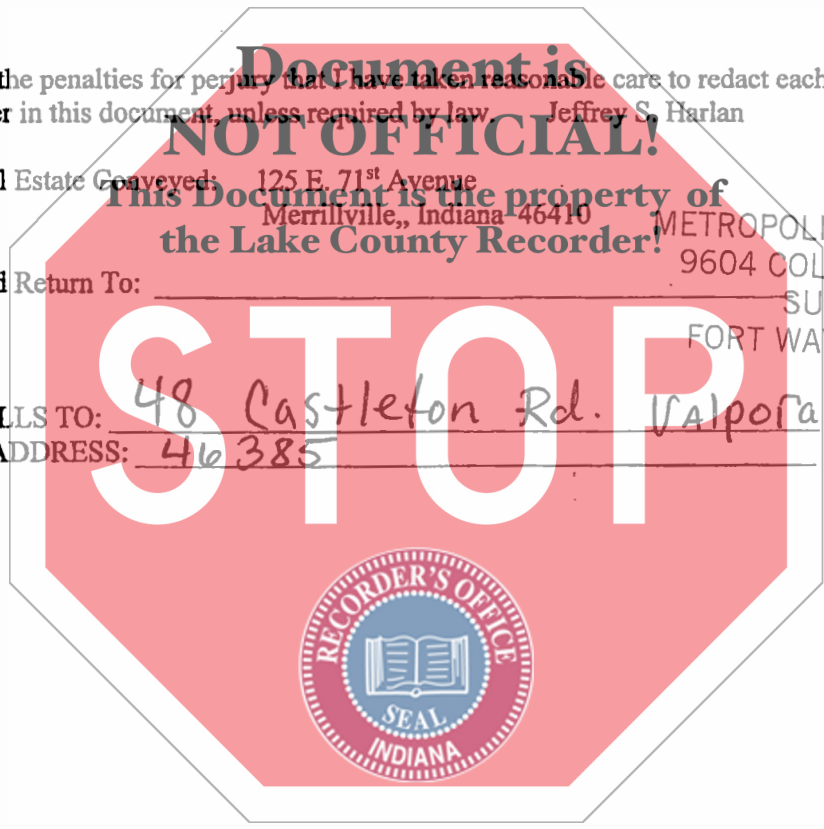 Document is
the penalties for perjury that I have taken reasonable care to redact each
er in this document, unless required by law. Jeffrey S. Harlan
NOT OFFICIAL!
l Estate Conveyed: 125 E. 71st Avenue
This Document is the property of
Merrillville,, Indiana 46410
METROPOLI
the Lake County Recorder!
9604 COL
d Return To:
SU
FORT WA
STOP
LLS TO: 48 Castleton Rd. Valpora
ADDRESS: 46385
RECORDER'S OFFICE
SEAL
INDIANA